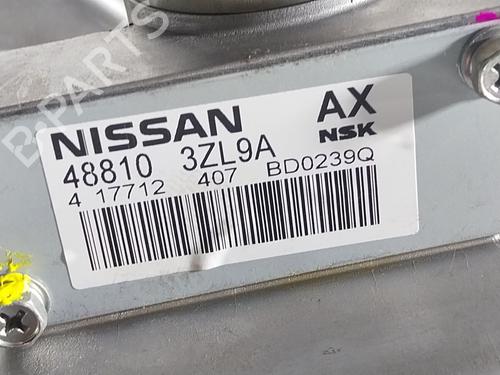 B-PARTS
NISSAN AX
NSK
48810 3ZL9A
4 17712 407 BD0239Q